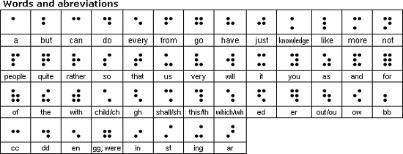 Words and abreviations
a but can do every from go have just knowledge like more not
people quite rather so that us very will it you as and for
of the with child/ch gh shall/sh this/th which/wh ed er out/ou ow bb
cc dd en gg; were in st ing ar